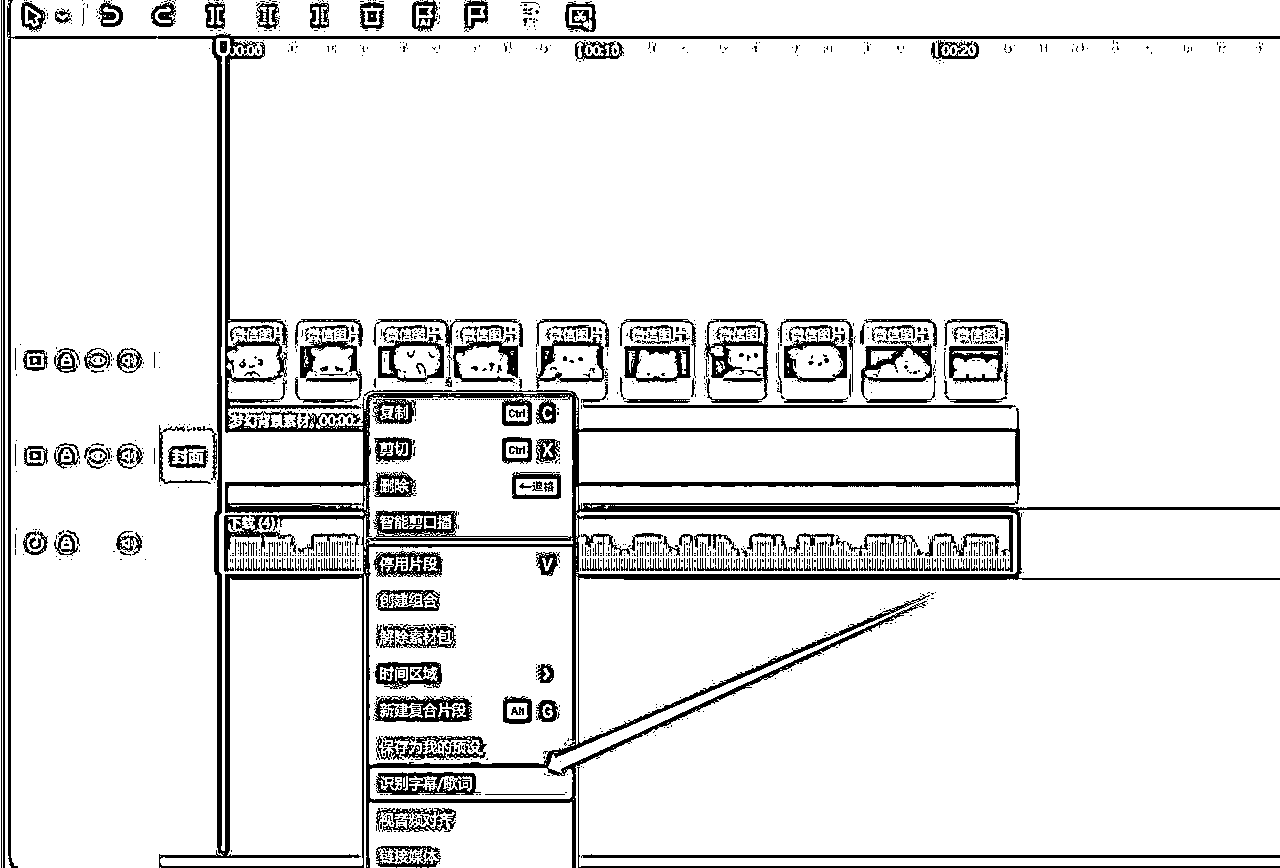 00:00
00:10
00:20
微信图片
微信图片
微信图片
微信图片
微信图片
微信图片
微信图
微信图片
微信图片
微信图
梦幻背景素材 00:00:2
封面
下载 (4)
复制 Ctrl C
剪切 Ctrl X
删除 ←退格
智能剪口播
停用片段 V
创建组合
解除素材包
时间区域
新建复合片段 Alt G
保存为我的预设
识别字幕/歌词
视音频对齐
链接媒体